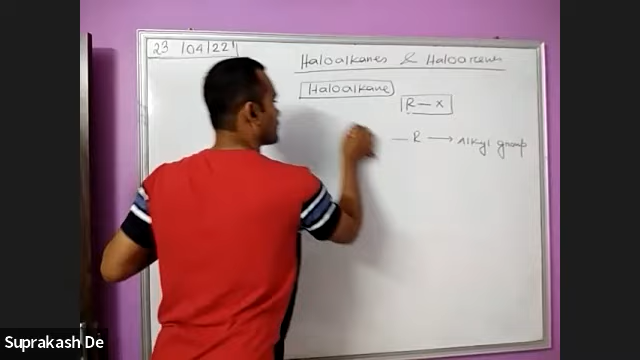 23/04/221
Haloalkanes & Haloarenes
Haloalkane
R — X
— R → Alkyl group
Suprakash De